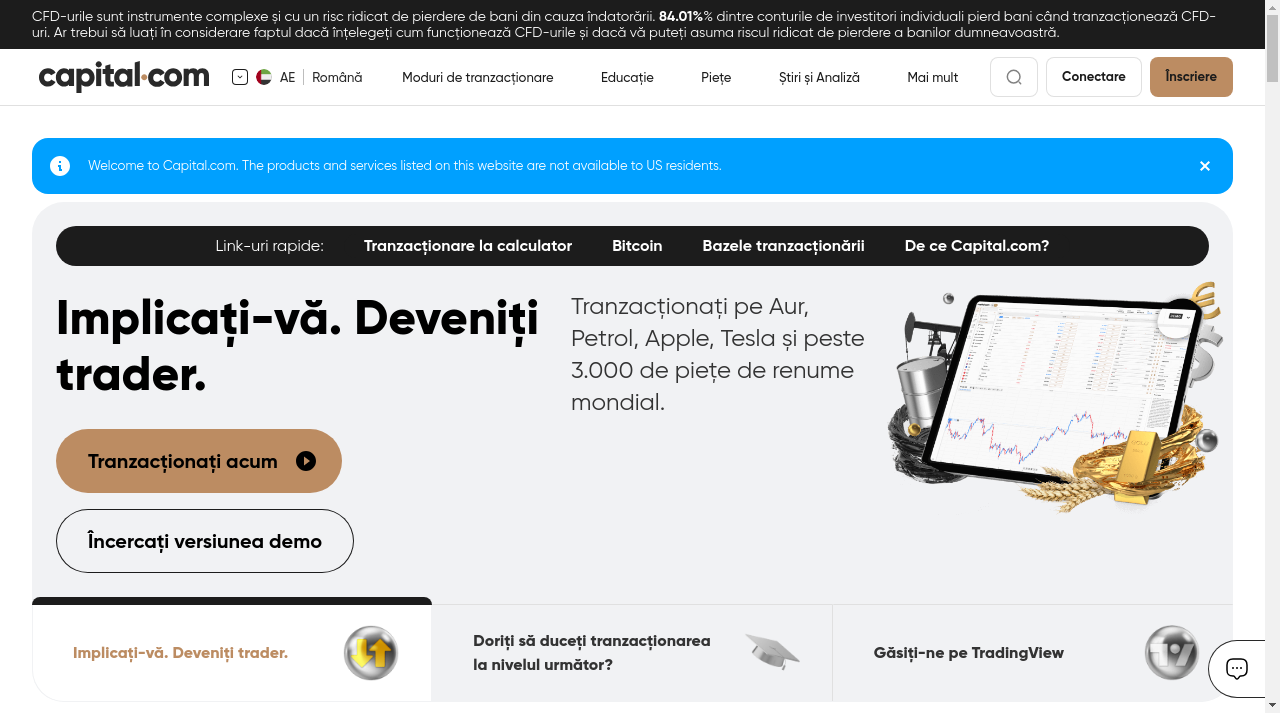 CFD-urile sunt instrumente complexe și cu un risc ridicat de pierdere de bani din cauza îndatorării. 84.01%% dintre conturile de investitori individuali pierd bani când tranzacționează CFD-
uri. Ar trebui să luați în considerare faptul dacă înțelegeți cum funcționează CFD-urile și dacă vă puteți asuma riscul ridicat de pierdere a banilor dumneavoastră.
capital.com
AE Română Moduri de tranzacționare Educație Piețe Știri și Analiză Mai mult Conectare Înscriere
Welcome to Capital.com. The products and services listed on this website are not available to US residents.
Link-uri rapide: Tranzacționare la calculator Bitcoin Bazele tranzacționării De ce Capital.com?
Implicați-vă. Deveniți
trader.
Tranzacționați pe Aur,
Petrol, Apple, Tesla și peste
3.000 de piețe de renume
mondial.
Tranzacționați acum
Încercați versiunea demo
Implicați-vă. Deveniți trader.
Doriți să duceți tranzacționarea
la nivelul următor?
Găsiți-ne pe TradingView